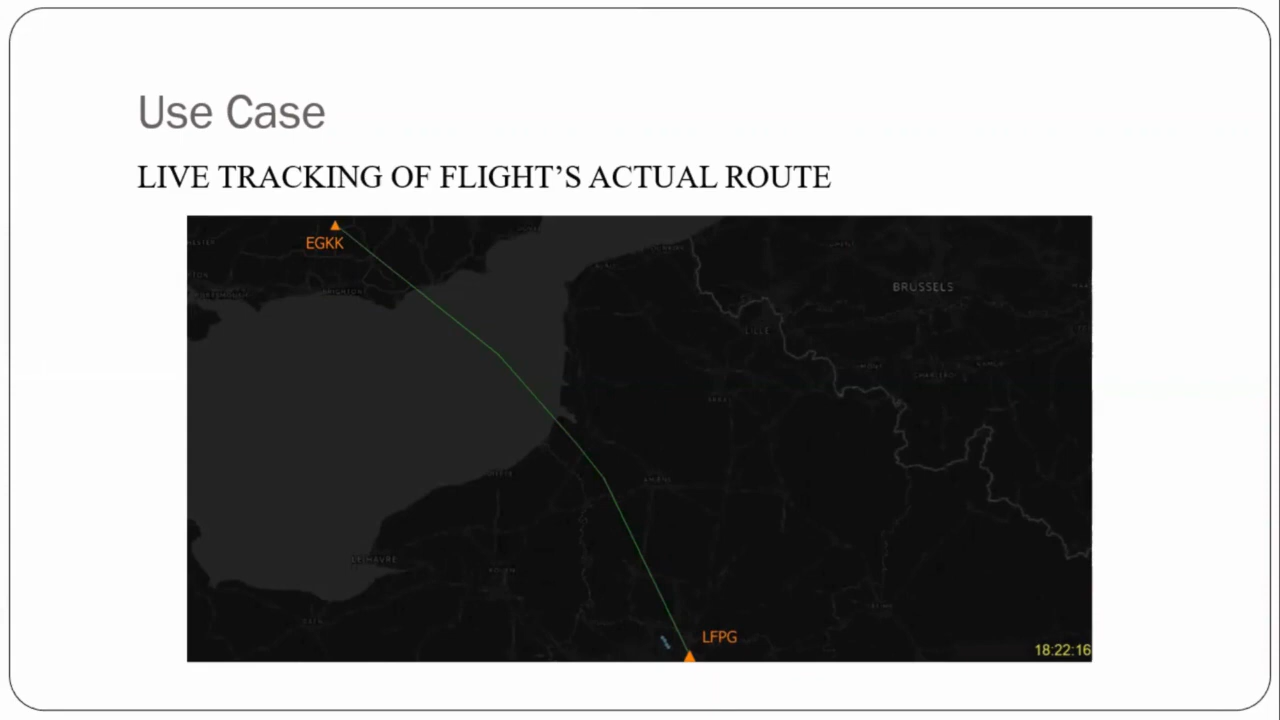 Use Case
LIVE TRACKING OF FLIGHT’S ACTUAL ROUTE
EGKK
BRUSSELS
LILLE
LE HAVRE
LFPG
18:22:16